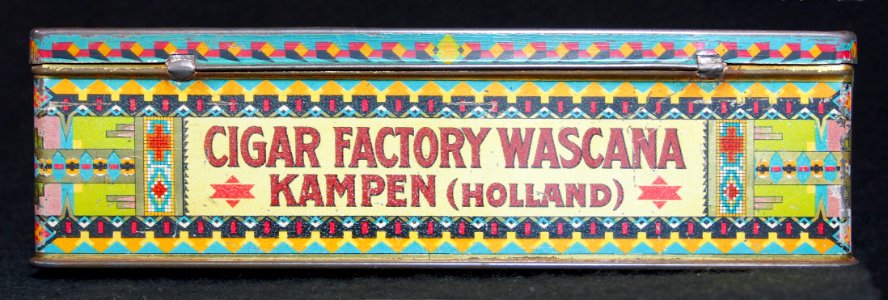 CIGAR FACTORY WASCANA
KAMPEN (HOLLAND)